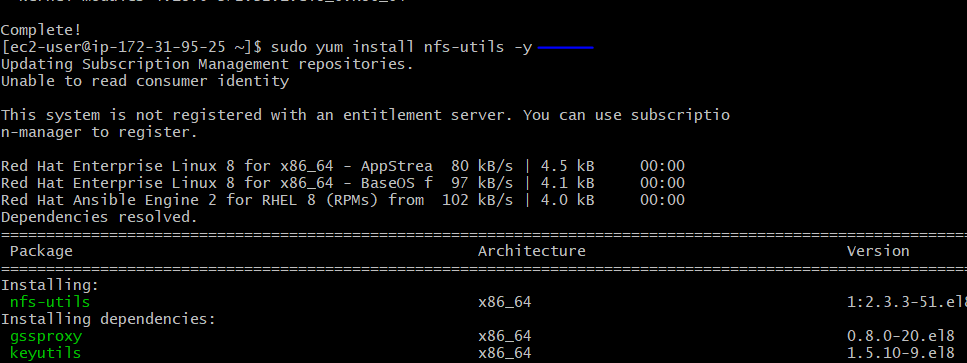 Complete!
[ec2-user@ip-172-31-95-25 ~]$ sudo yum install nfs-utils -y
Updating Subscription Management repositories.
Unable to read consumer identity
This system is not registered with an entitlement server. You can use subscriptio
n-manager to register.
Red Hat Enterprise Linux 8 for x86_64 - AppStrea  80 kB/s | 4.5 kB     00:00
Red Hat Enterprise Linux 8 for x86_64 - BaseOS f  97 kB/s | 4.1 kB     00:00
Red Hat Ansible Engine 2 for RHEL 8 (RPMs) from  102 kB/s | 4.0 kB     00:00
Dependencies resolved.
Package Architecture Version
Installing:
nfs-utils x86_64 1:2.3.3-51.el8
Installing dependencies:
gssproxy x86_64 0.8.0-20.el8
keyutils x86_64 1.5.10-9.el8